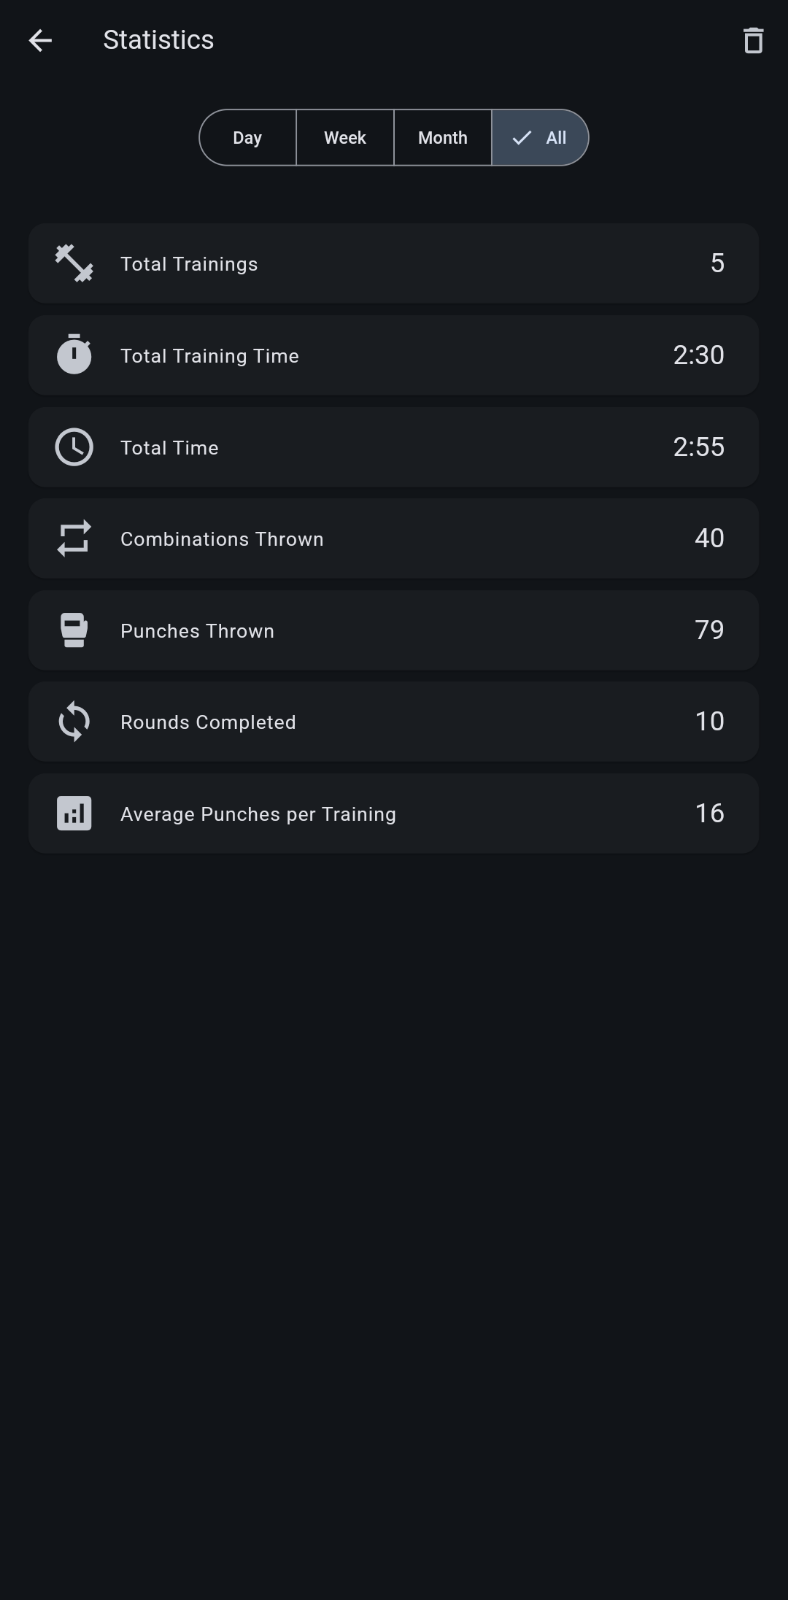 Statistics
Day Week Month All
Total Trainings 5
Total Training Time 2:30
Total Time 2:55
Combinations Thrown 40
Punches Thrown 79
Rounds Completed 10
Average Punches per Training 16